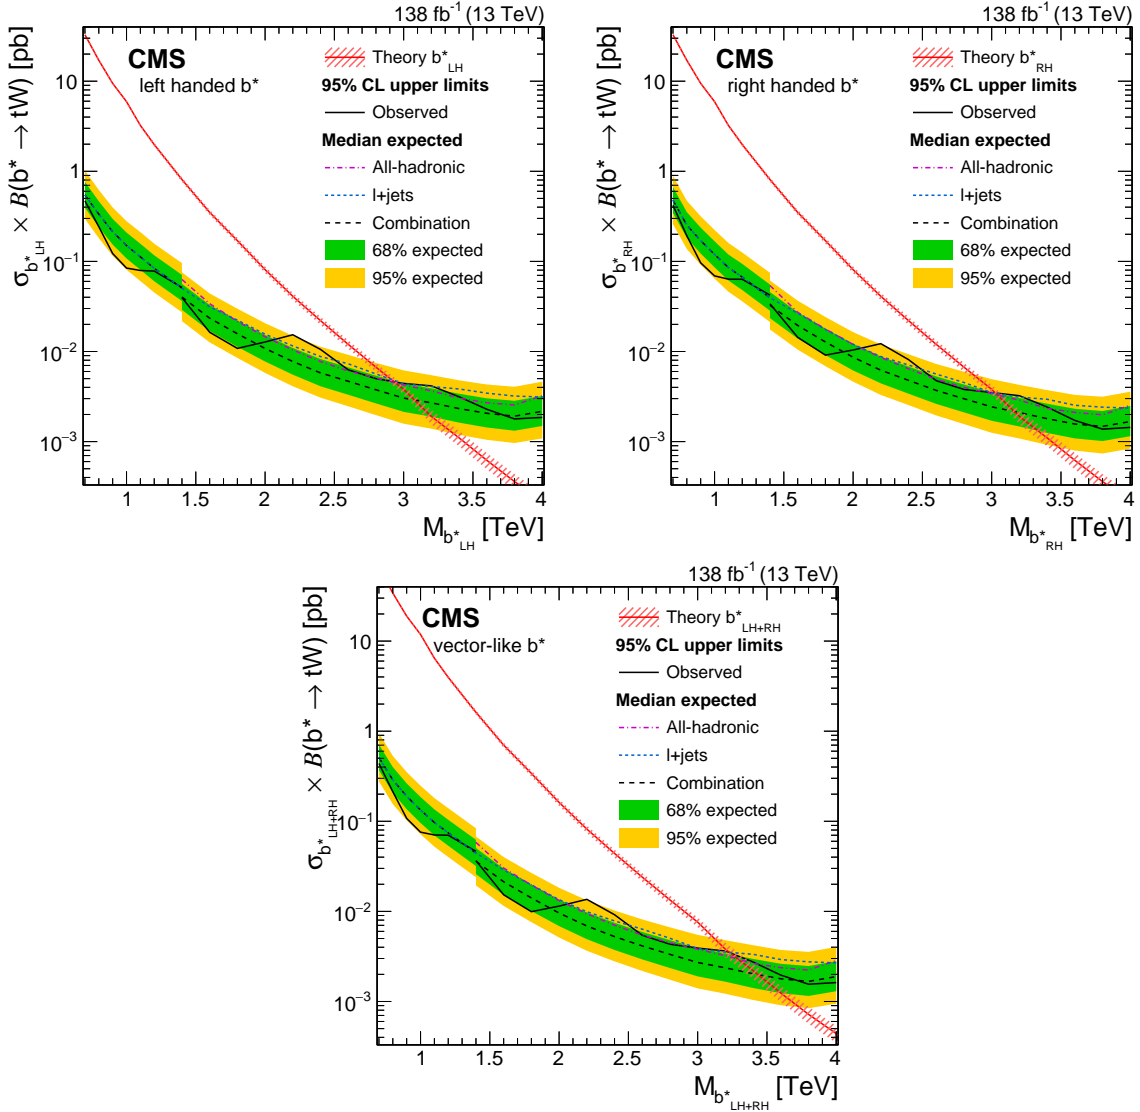 138 fb⁻¹ (13 TeV)
CMS
left handed b*
Theory b*LH
95% CL upper limits
Observed
Median expected
All-hadronic
l+jets
Combination
68% expected
95% expected
σb*LH × B(b* → tW) [pb]
10
1
10⁻¹
10⁻²
10⁻³
1 1.5 2 2.5 3 3.5 4
Mb*LH [TeV]
138 fb⁻¹ (13 TeV)
CMS
right handed b*
Theory b*RH
95% CL upper limits
Observed
Median expected
All-hadronic
l+jets
Combination
68% expected
95% expected
σb*RH × B(b* → tW) [pb]
10
1
10⁻¹
10⁻²
10⁻³
1 1.5 2 2.5 3 3.5 4
Mb*RH [TeV]
138 fb⁻¹ (13 TeV)
CMS
vector-like b*
Theory b*LH+RH
95% CL upper limits
Observed
Median expected
All-hadronic
l+jets
Combination
68% expected
95% expected
σb*LH+RH × B(b* → tW) [pb]
10
1
10⁻¹
10⁻²
10⁻³
1 1.5 2 2.5 3 3.5 4
Mb*LH+RH [TeV]